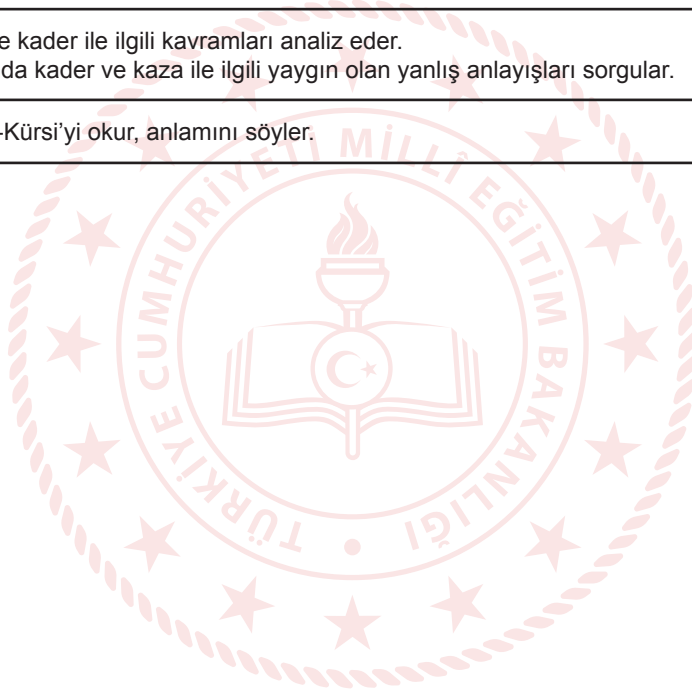 e kader ile ilgili kavramları analiz eder.
da kader ve kaza ile ilgili yaygın olan yanlış anlayışları sorgular.
-Kürsi’yi okur, anlamını söyler.
TÜRKİYE CUMHURİYETİ MİLLÎ EĞİTİM BAKANLIĞI